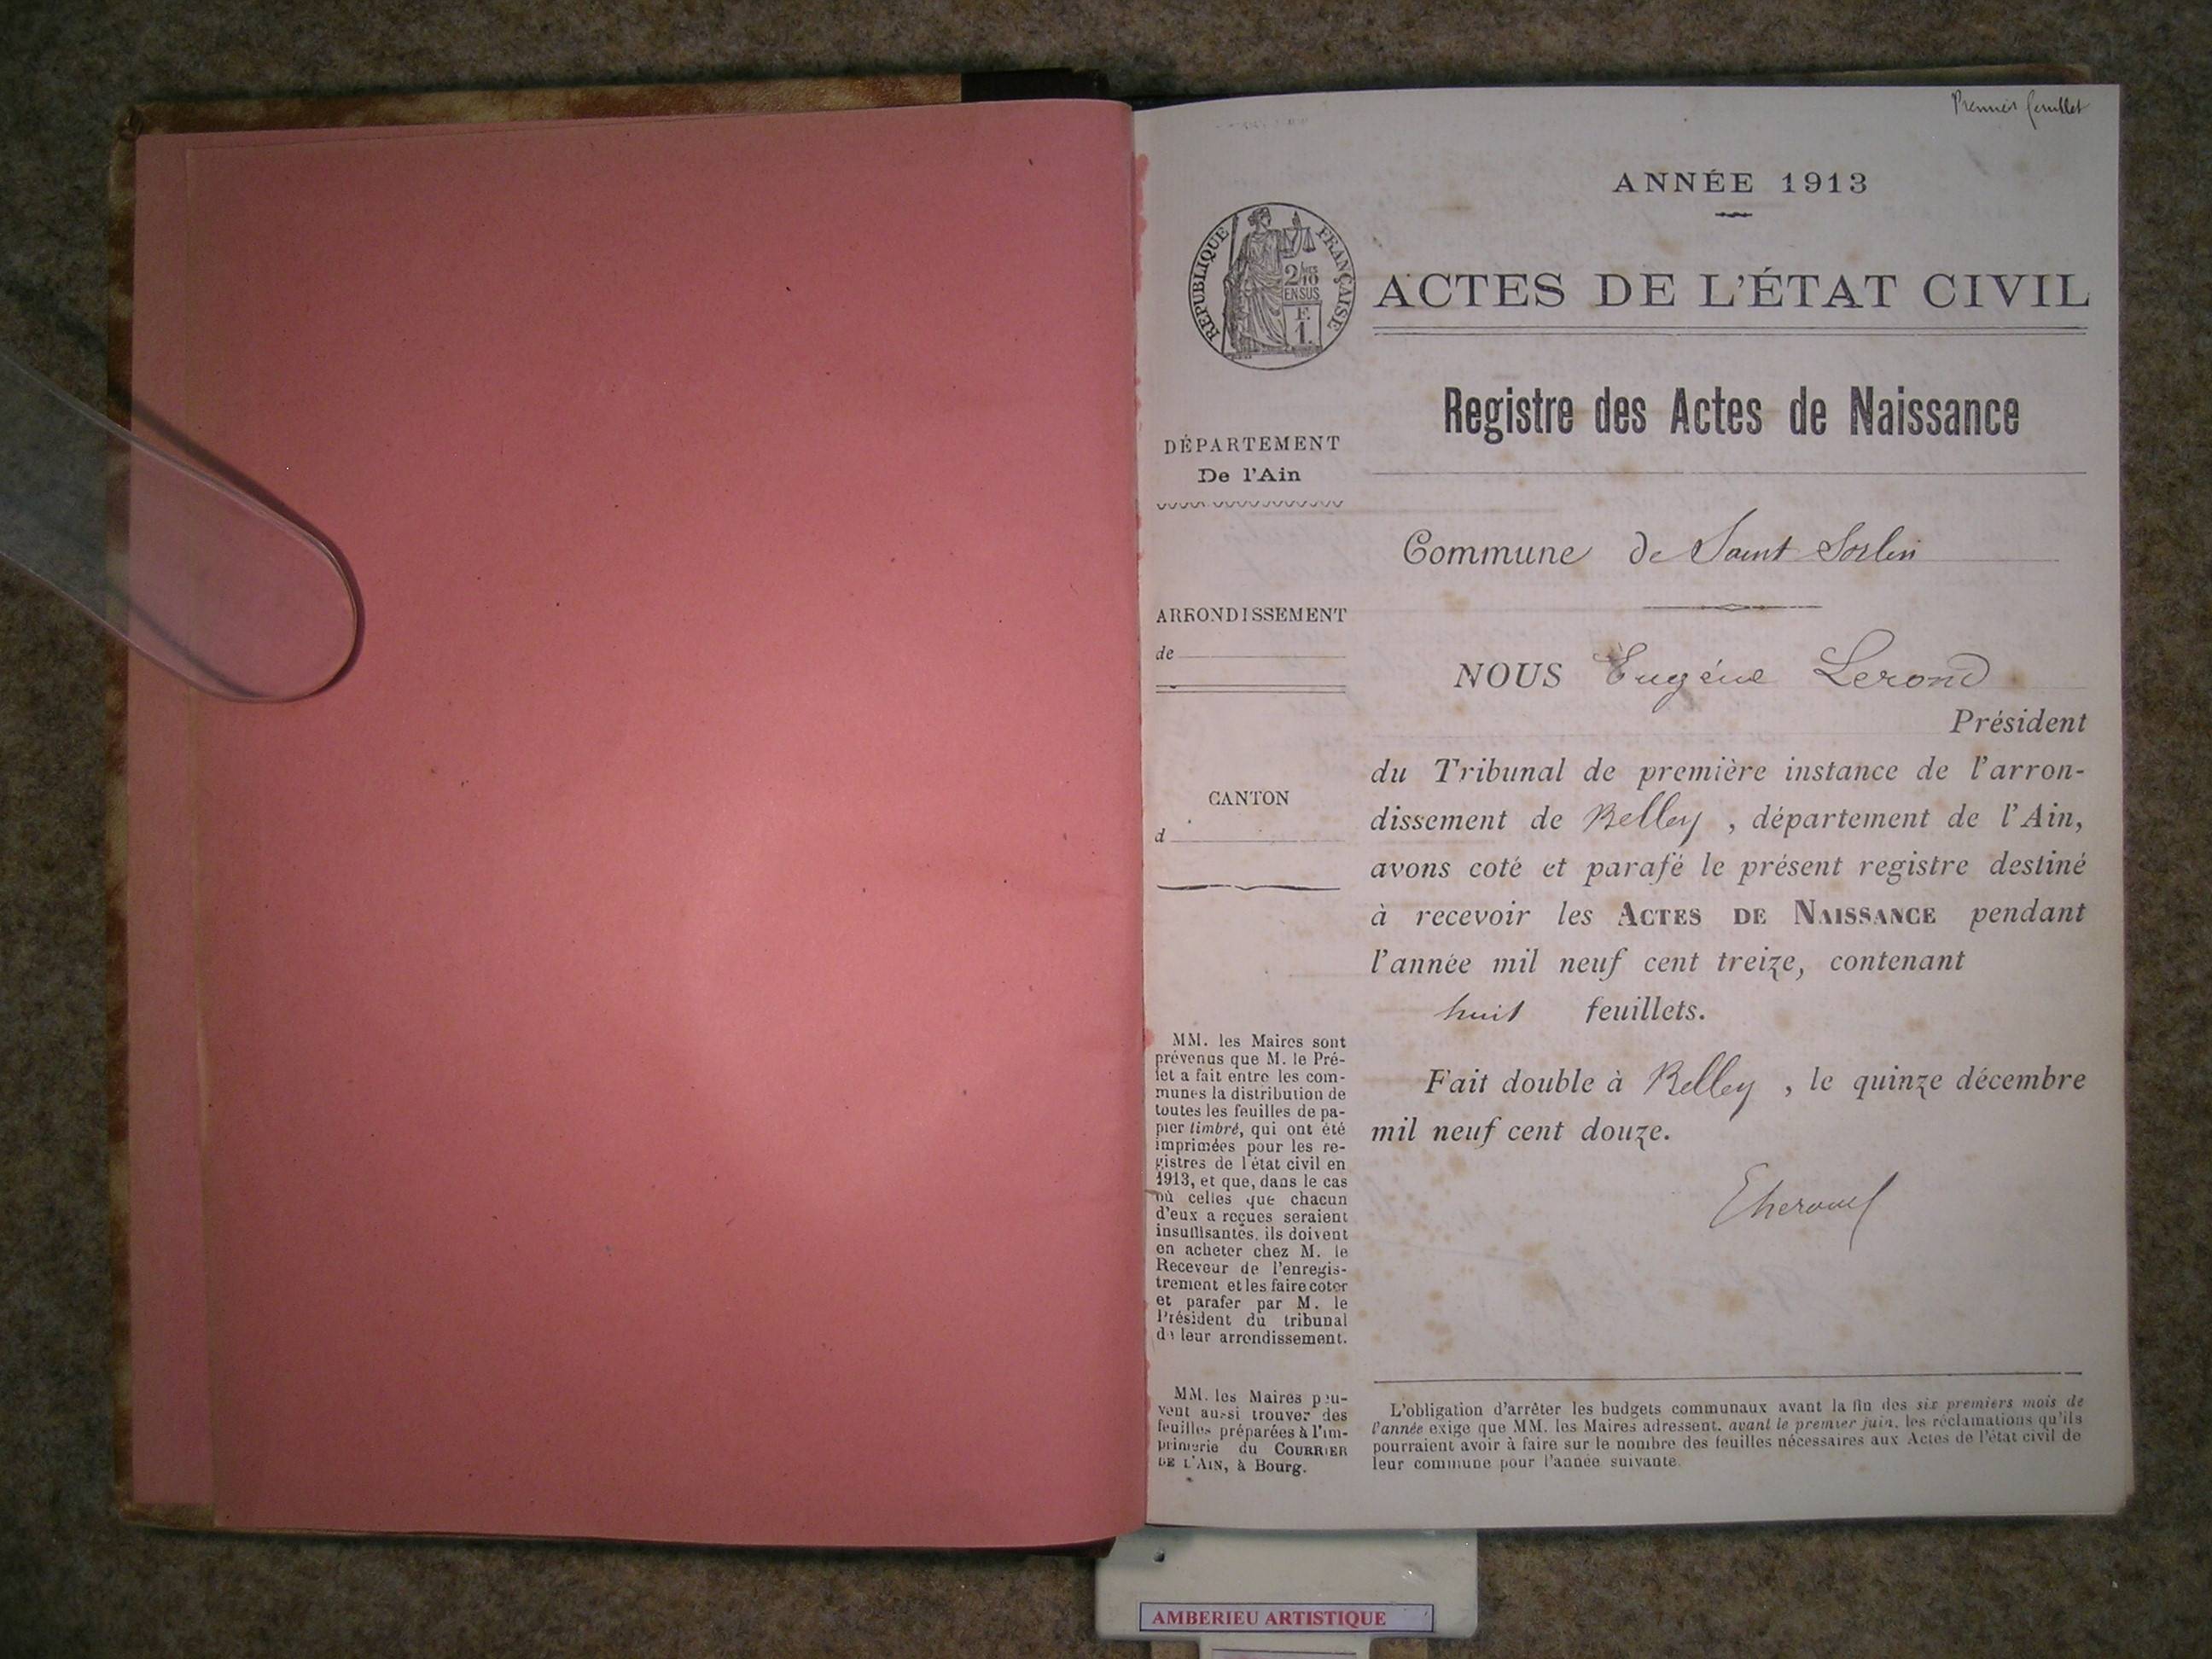 Premier feuillet
ANNÉE 1913
RÉPUBLIQUE FRANÇAISE
2/10
EN SUS
F.
1.
ACTES DE L'ÉTAT CIVIL
Registre des Actes de Naissance
DÉPARTEMENT
De l'Ain
Commune de Saint Sorlin
ARRONDISSEMENT
de
NOUS Eugène Lerond
Président
du Tribunal de première instance de l'arron-
dissement de Belley, département de l'Ain,
avons coté et parafé le présent registre destiné
à recevoir les ACTES DE NAISSANCE pendant
l'année mil neuf cent treize, contenant
huit feuillets.
Fait double à Belley, le quinze décembre
mil neuf cent douze.
CANTON
d
MM. les Maires sont
prévenus que M. le Pré-
fet a fait entre les com-
munes la distribution de
toutes les feuilles de pa-
pier timbré, qui ont été
imprimées pour les re-
gistres de l'état civil en
1913, et que, dans le cas
où celles que chacun
d'eux a reçues seraient
insuffisantes, ils doivent
en acheter chez M. le
Receveur de l'enregis-
trement et les faire coter
et parafer par M. le
Président du tribunal
de leur arrondissement.
MM. les Maires peu-
vent aussi trouver des
feuilles préparées à l'im-
primerie du COURRIER
DE L'AIN, à Bourg.
L'obligation d'arrêter les budgets communaux avant la fin des six premiers mois de
l'année exige que MM. les Maires adressent, avant le premier juin, les réclamations qu'ils
pourraient avoir à faire sur le nombre des feuilles nécessaires aux Actes de l'état civil de
leur commune pour l'année suivante.
AMBERIEU ARTISTIQUE